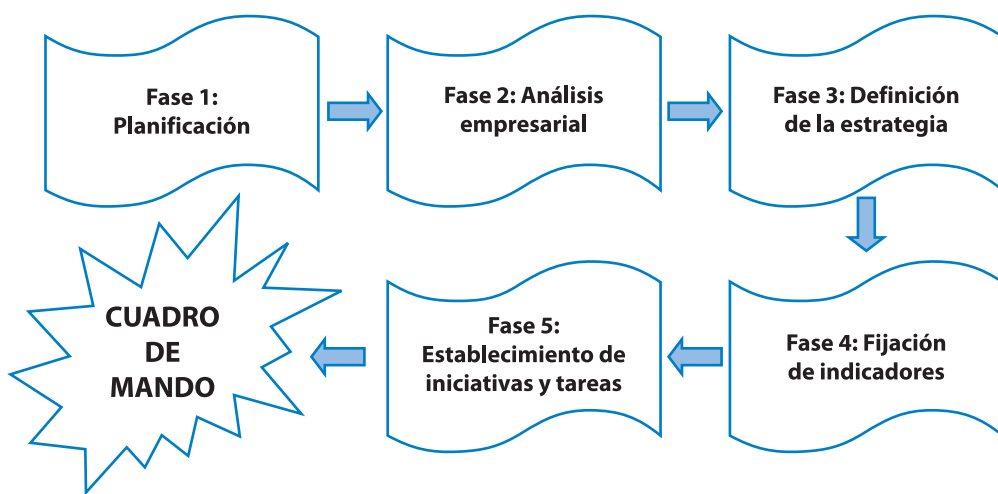 Fase 1:
Planificación
Fase 2: Análisis
empresarial
Fase 3: Definición
de la estrategia
Fase 4: Fijación
de indicadores
Fase 5:
Establecimiento de
iniciativas y tareas
CUADRO
DE
MANDO